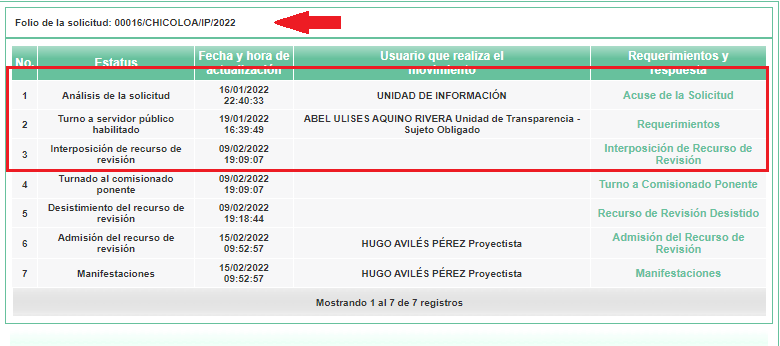 Folio de la solicitud: 00016/CHICOLOA/IP/2022
No. Estatus Fecha y hora de actualización Usuario que realiza el movimiento Requerimientos y respuesta
1 Análisis de la solicitud 16/01/2022 22:40:33 UNIDAD DE INFORMACIÓN Acuse de la Solicitud
2 Turno a servidor público habilitado 19/01/2022 16:39:49 ABEL ULISES AQUINO RIVERA Unidad de Transparencia - Sujeto Obligado Requerimientos
3 Interposición de recurso de revisión 09/02/2022 19:09:07 Interposición de Recurso de Revisión
4 Turnado al comisionado ponente 09/02/2022 19:09:07 Turno a Comisionado Ponente
5 Desistimiento del recurso de revisión 09/02/2022 19:18:44 Recurso de Revisión Desistido
6 Admisión del recurso de revisión 15/02/2022 09:52:57 HUGO AVILÉS PÉREZ Proyectista Admisión del Recurso de Revisión
7 Manifestaciones 15/02/2022 09:52:57 HUGO AVILÉS PÉREZ Proyectista Manifestaciones
Mostrando 1 al 7 de 7 registros